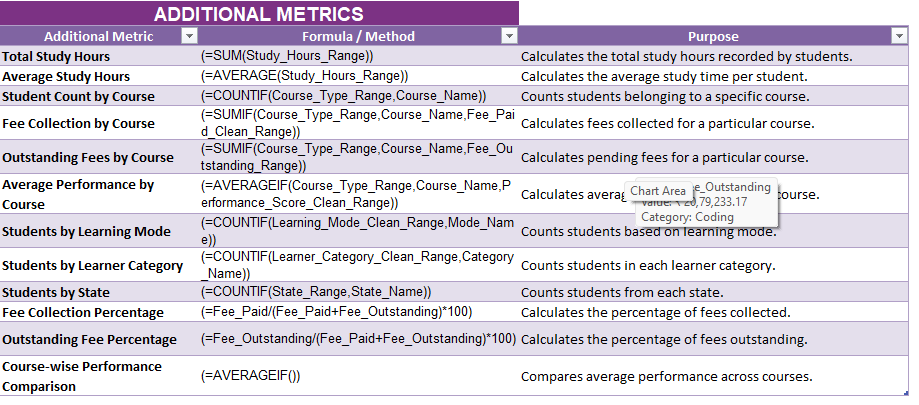 ADDITIONAL METRICS
Additional Metric Formula / Method Purpose
Total Study Hours (=SUM(Study_Hours_Range)) Calculates the total study hours recorded by students.
Average Study Hours (=AVERAGE(Study_Hours_Range)) Calculates the average study time per student.
Student Count by Course (=COUNTIF(Course_Type_Range,Course_Name)) Counts students belonging to a specific course.
Fee Collection by Course (=SUMIF(Course_Type_Range,Course_Name,Fee_Pai
d_Clean_Range)) Calculates fees collected for a particular course.
Outstanding Fees by Course (=SUMIF(Course_Type_Range,Course_Name,Fee_Ou
tstanding_Range)) Calculates pending fees for a particular course.
Average Performance by
Course (=AVERAGEIF(Course_Type_Range,Course_Name,P
erformance_Score_Clean_Range)) Calculates averag course.
Chart Area e_Outstanding
Value: ₹ 20,79,233.17
Category: Coding
Students by Learning Mode (=COUNTIF(Learning_Mode_Clean_Range,Mode_Nam
e)) Counts students based on learning mode.
Students by Learner Category (=COUNTIF(Learner_Category_Clean_Range,Category
_Name)) Counts students in each learner category.
Students by State (=COUNTIF(State_Range,State_Name)) Counts students from each state.
Fee Collection Percentage (=Fee_Paid/(Fee_Paid+Fee_Outstanding)*100) Calculates the percentage of fees collected.
Outstanding Fee Percentage (=Fee_Outstanding/(Fee_Paid+Fee_Outstanding)*100) Calculates the percentage of fees outstanding.
Course-wise Performance
Comparison (=AVERAGEIF()) Compares average performance across courses.